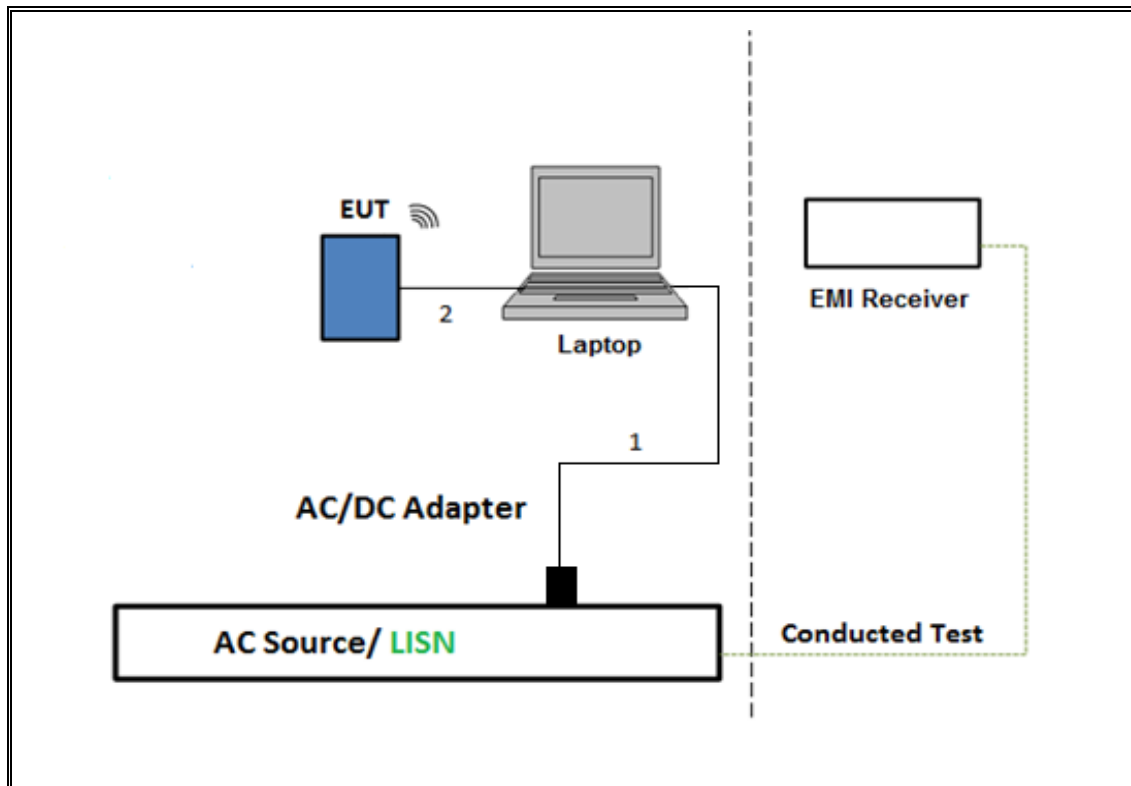 EUT
2
Laptop
EMI Receiver
1
AC/DC Adapter
AC Source/ LISN
Conducted Test